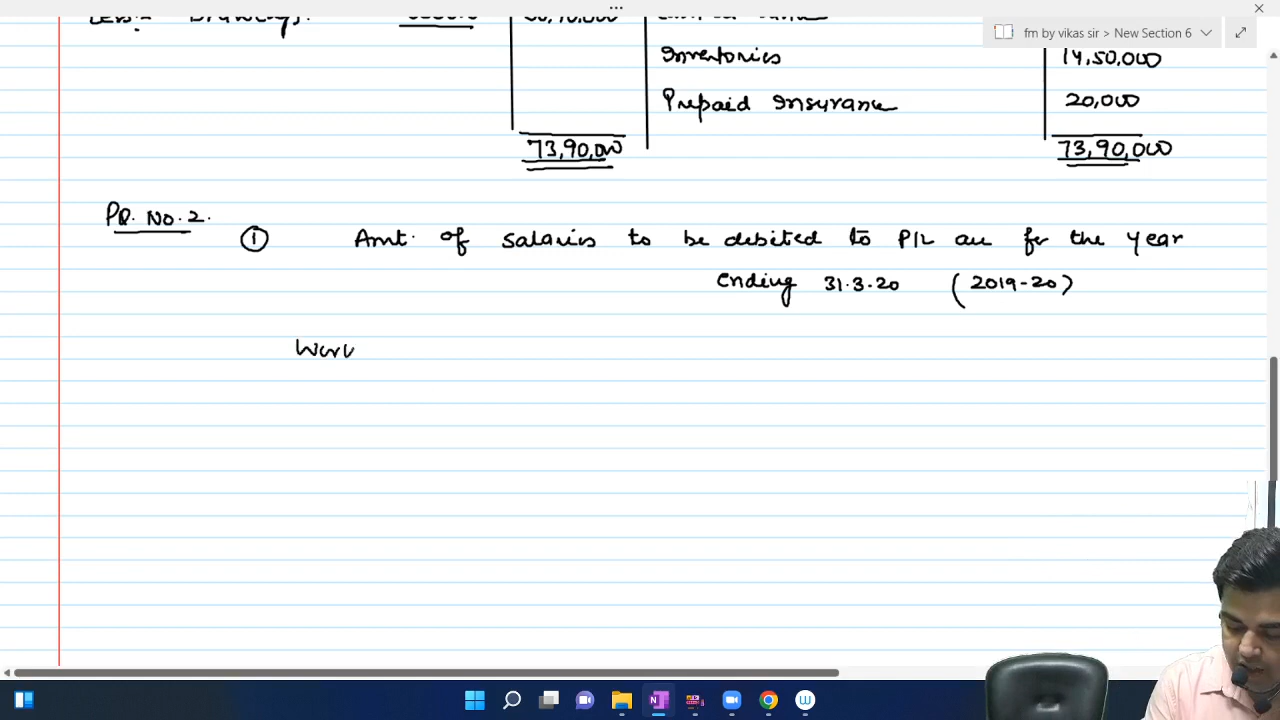 Less: Drawings.
fm by vikas sir > New Section 6
Inventories 14,50,000
Prepaid Insurance 20,000
73,90,000 73,90,000
PR. No. 2.
1 Amt. of Salaries to be debited to P/L a/c for the year
Ending 31.3.20 (2019-20)
Work